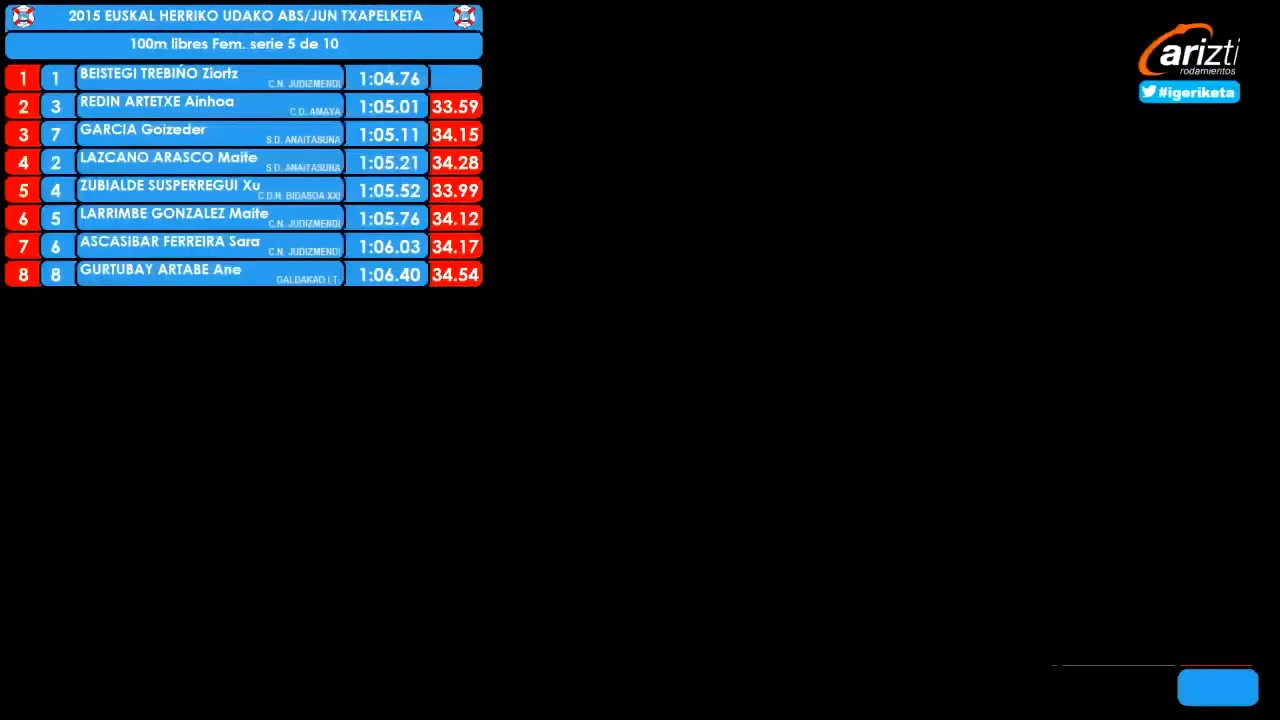 2015 EUSKAL HERRIKO UDAKO ABS/JUN TXAPELKETA
100m libres Fem. serie 5 de 10
1 1 BEISTEGI TREBIÑO Ziortz C.N. JUDIZMENDI 1:04.76
2 3 REDIN ARTETXE Ainhoa C.D. AMAYA 1:05.01 33.59
3 7 GARCIA Goizeder S.D. ANAITASUNA 1:05.11 34.15
4 2 LAZCANO ARASCO Maite S.D. ANAITASUNA 1:05.21 34.28
5 4 ZUBIALDE SUSPERREGUI Xu C.D.N. BIDASOA XXI 1:05.52 33.99
6 5 LARRIMBE GONZALEZ Maite C.N. JUDIZMENDI 1:05.76 34.12
7 6 ASCASIBAR FERREIRA Sara C.N. JUDIZMENDI 1:06.03 34.17
8 8 GURTUBAY ARTABE Ane GALDAKAO I.T. 1:06.40 34.54
arizti
rodamientos
#igeriketa